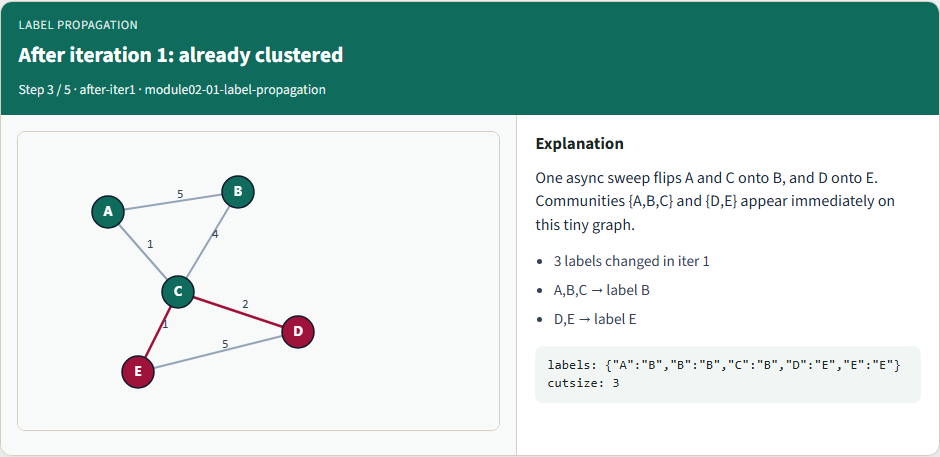 LABEL PROPAGATION
After iteration 1: already clustered
Step 3 / 5 · after-iter1 · module02-01-label-propagation
A
B
C
D
E
5
1
4
2
1
5
Explanation
One async sweep flips A and C onto B, and D onto E.
Communities {A,B,C} and {D,E} appear immediately on
this tiny graph.
• 3 labels changed in iter 1
• A,B,C → label B
• D,E → label E
labels: {"A":"B","B":"B","C":"B","D":"E","E":"E"}
cutsize: 3